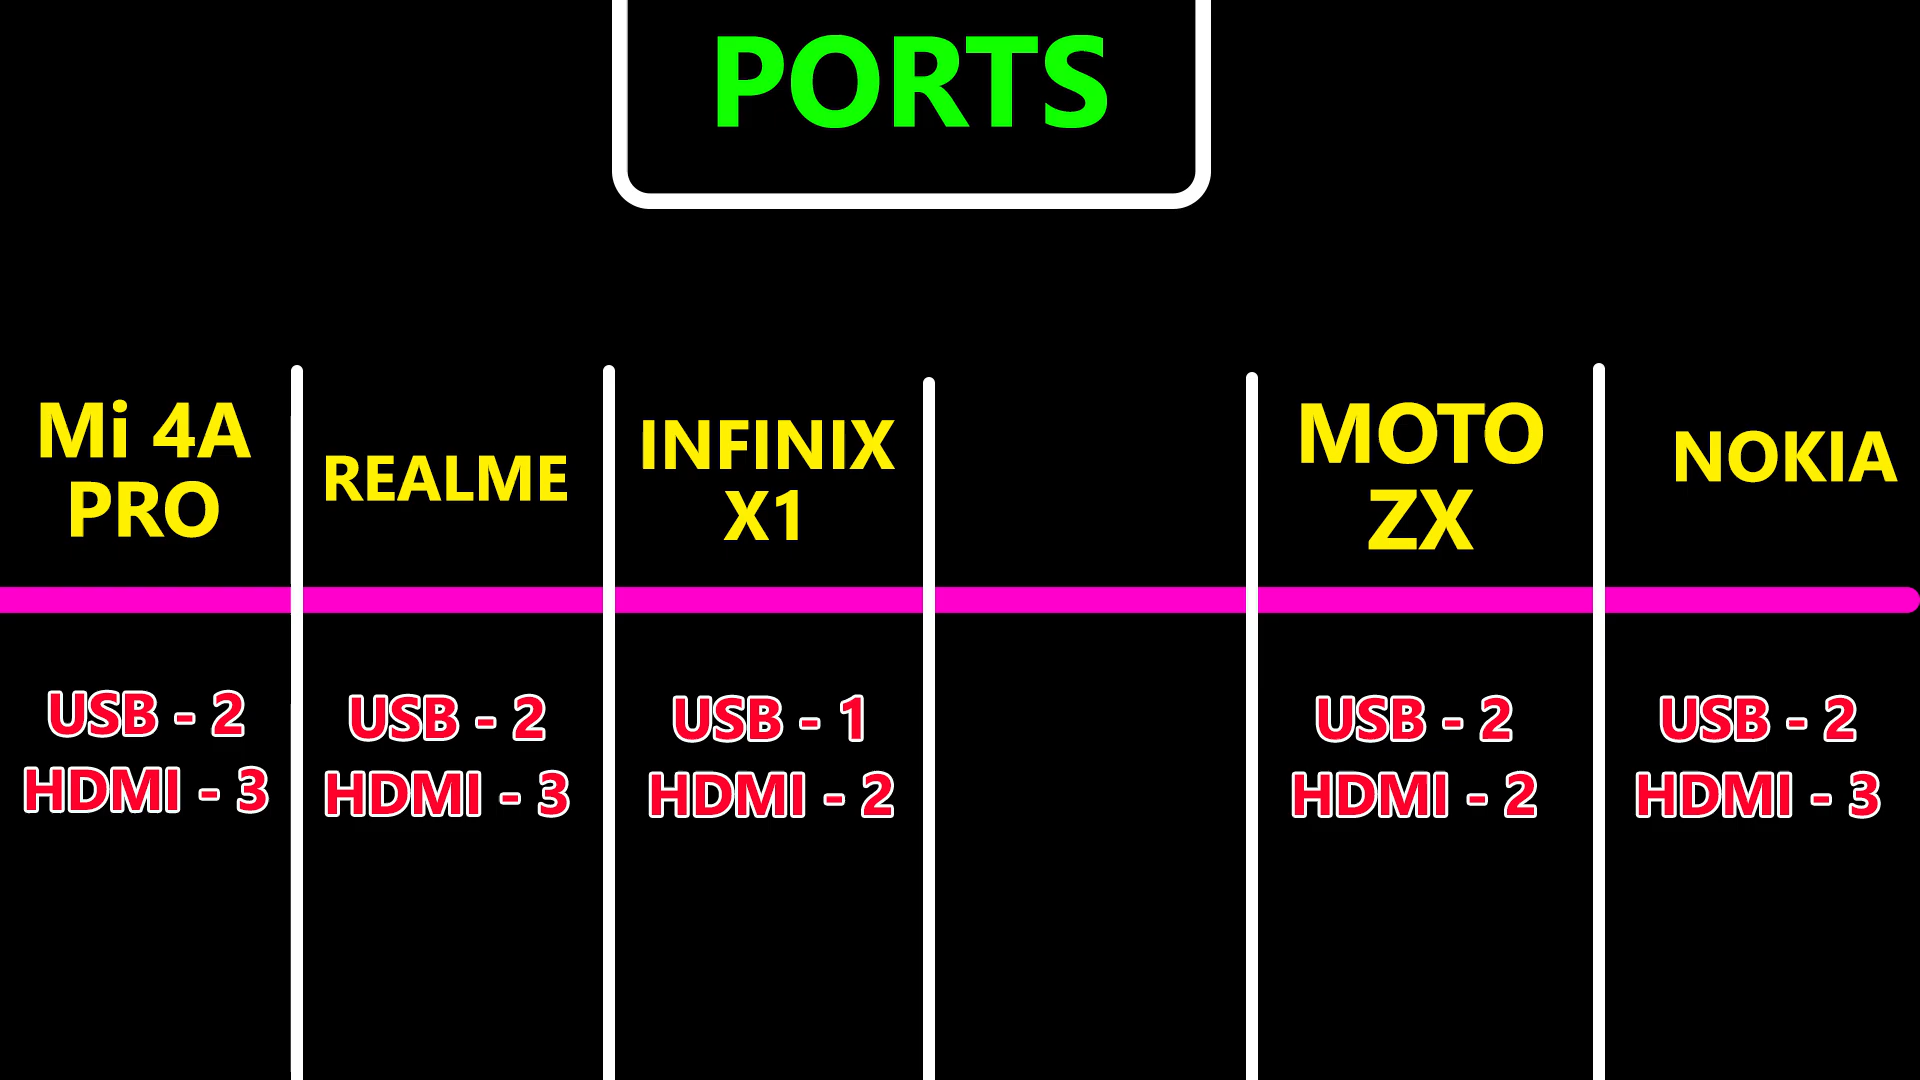 PORTS
Mi 4A
PRO
REALME
INFINIX
X1
MOTO
ZX
NOKIA
USB - 2
HDMI - 3
USB - 2
HDMI - 3
USB - 1
HDMI - 2
USB - 2
HDMI - 2
USB - 2
HDMI - 3